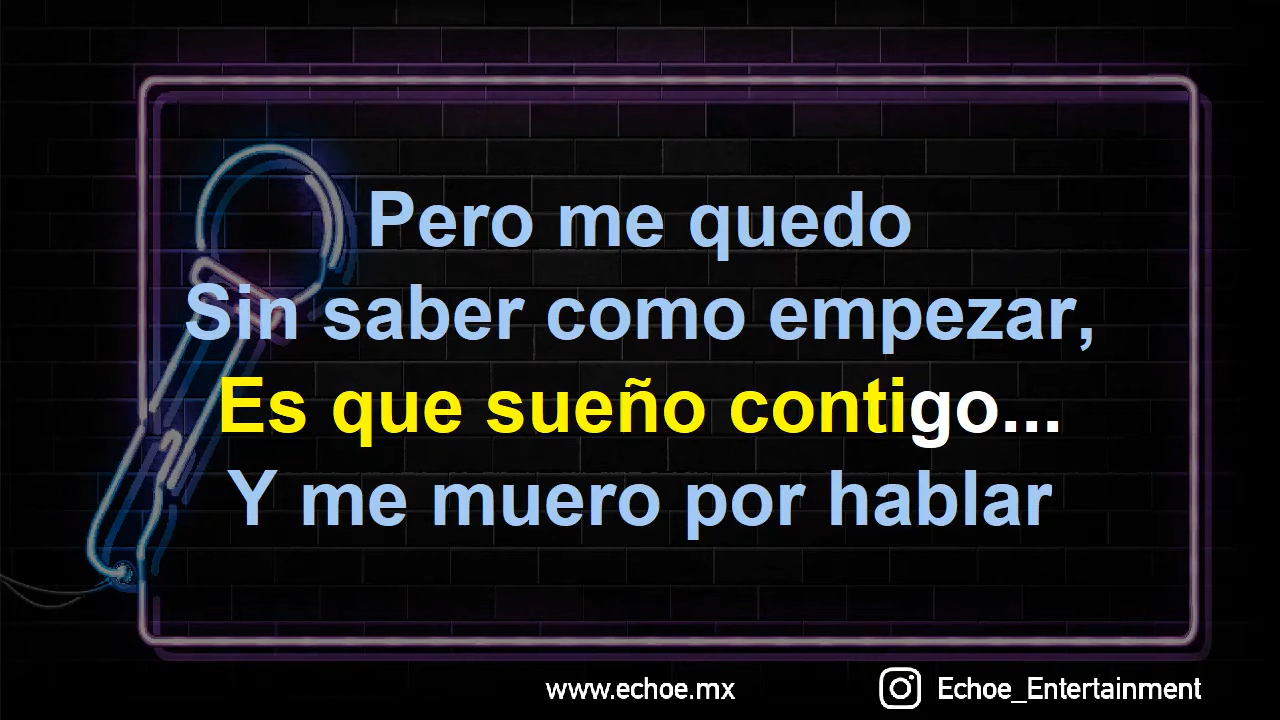 Pero me quedo
Sin saber como empezar,
Es que sueño contigo...
Y me muero por hablar
www.echoe.mx
Echoe_Entertainment